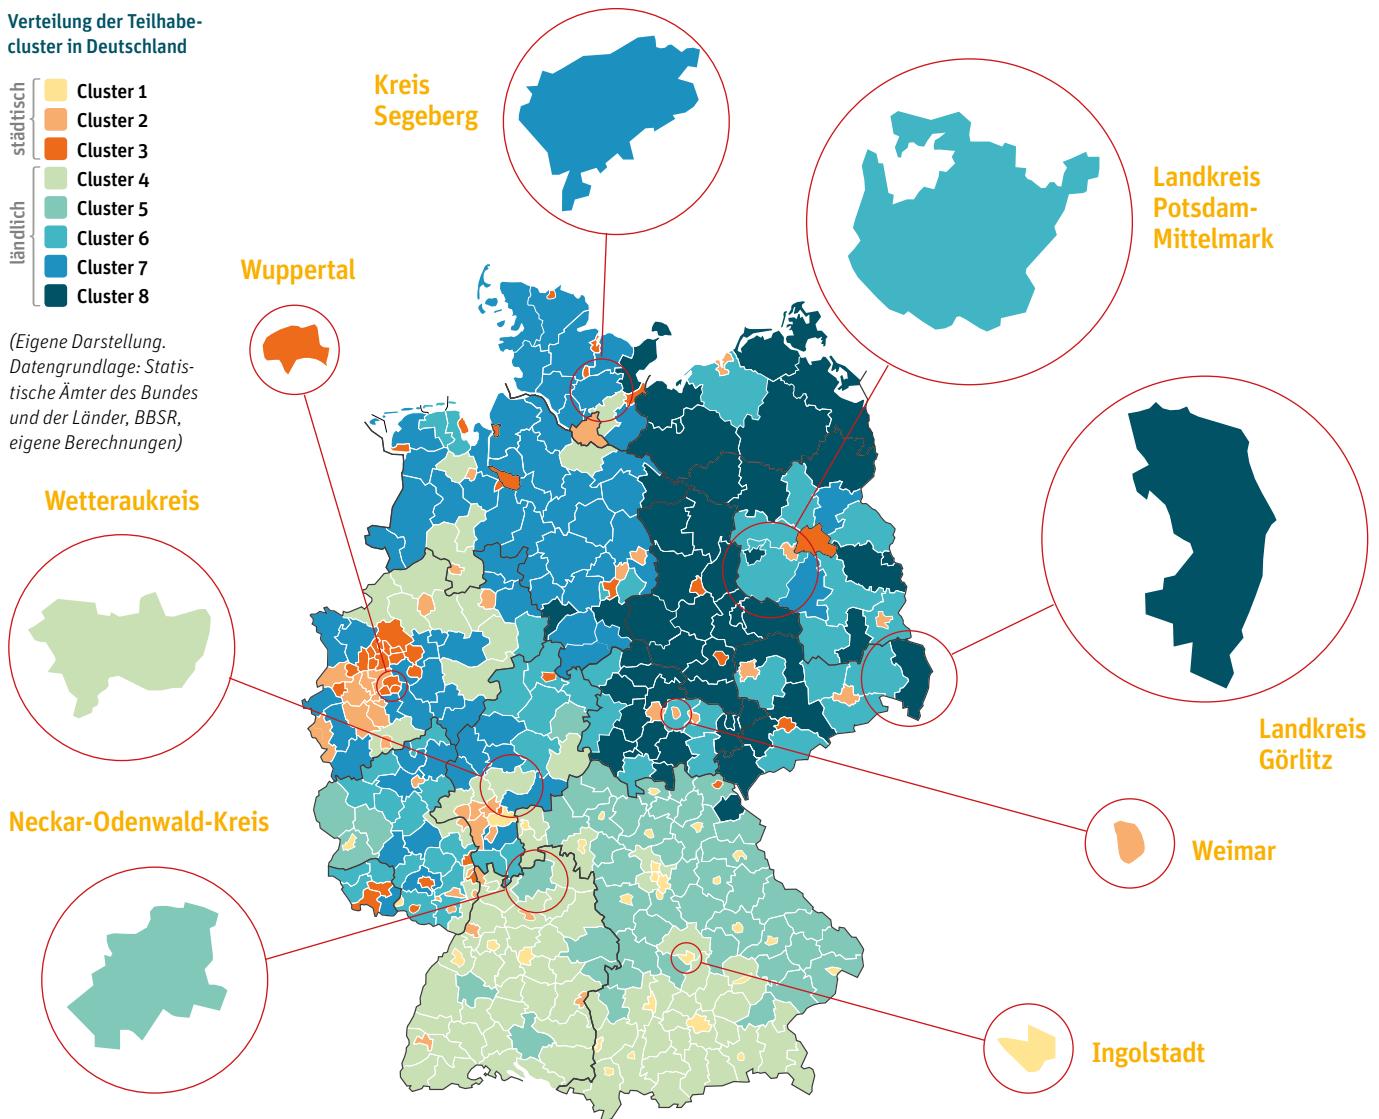 Verteilung der Teilhabe-
cluster in Deutschland
städtisch
Cluster 1
Cluster 2
Cluster 3
ländlich
Cluster 4
Cluster 5
Cluster 6
Cluster 7
Cluster 8
(Eigene Darstellung.
Datengrundlage: Statis-
tische Ämter des Bundes
und der Länder, BBSR,
eigene Berechnungen)
Kreis
Segeberg
Landkreis
Potsdam-
Mittelmark
Wuppertal
Wetteraukreis
Landkreis
Görlitz
Neckar-Odenwald-Kreis
Weimar
Ingolstadt